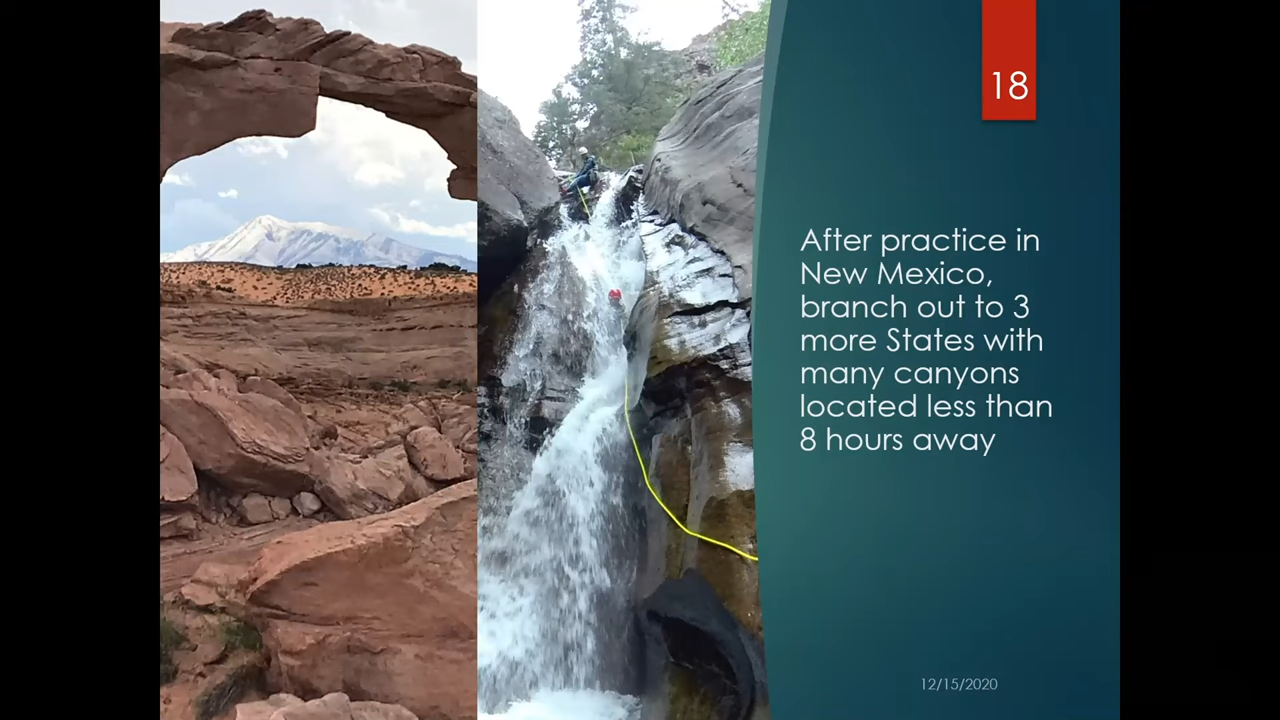 18
After practice in
New Mexico,
branch out to 3
more States with
many canyons
located less than
8 hours away
12/15/2020